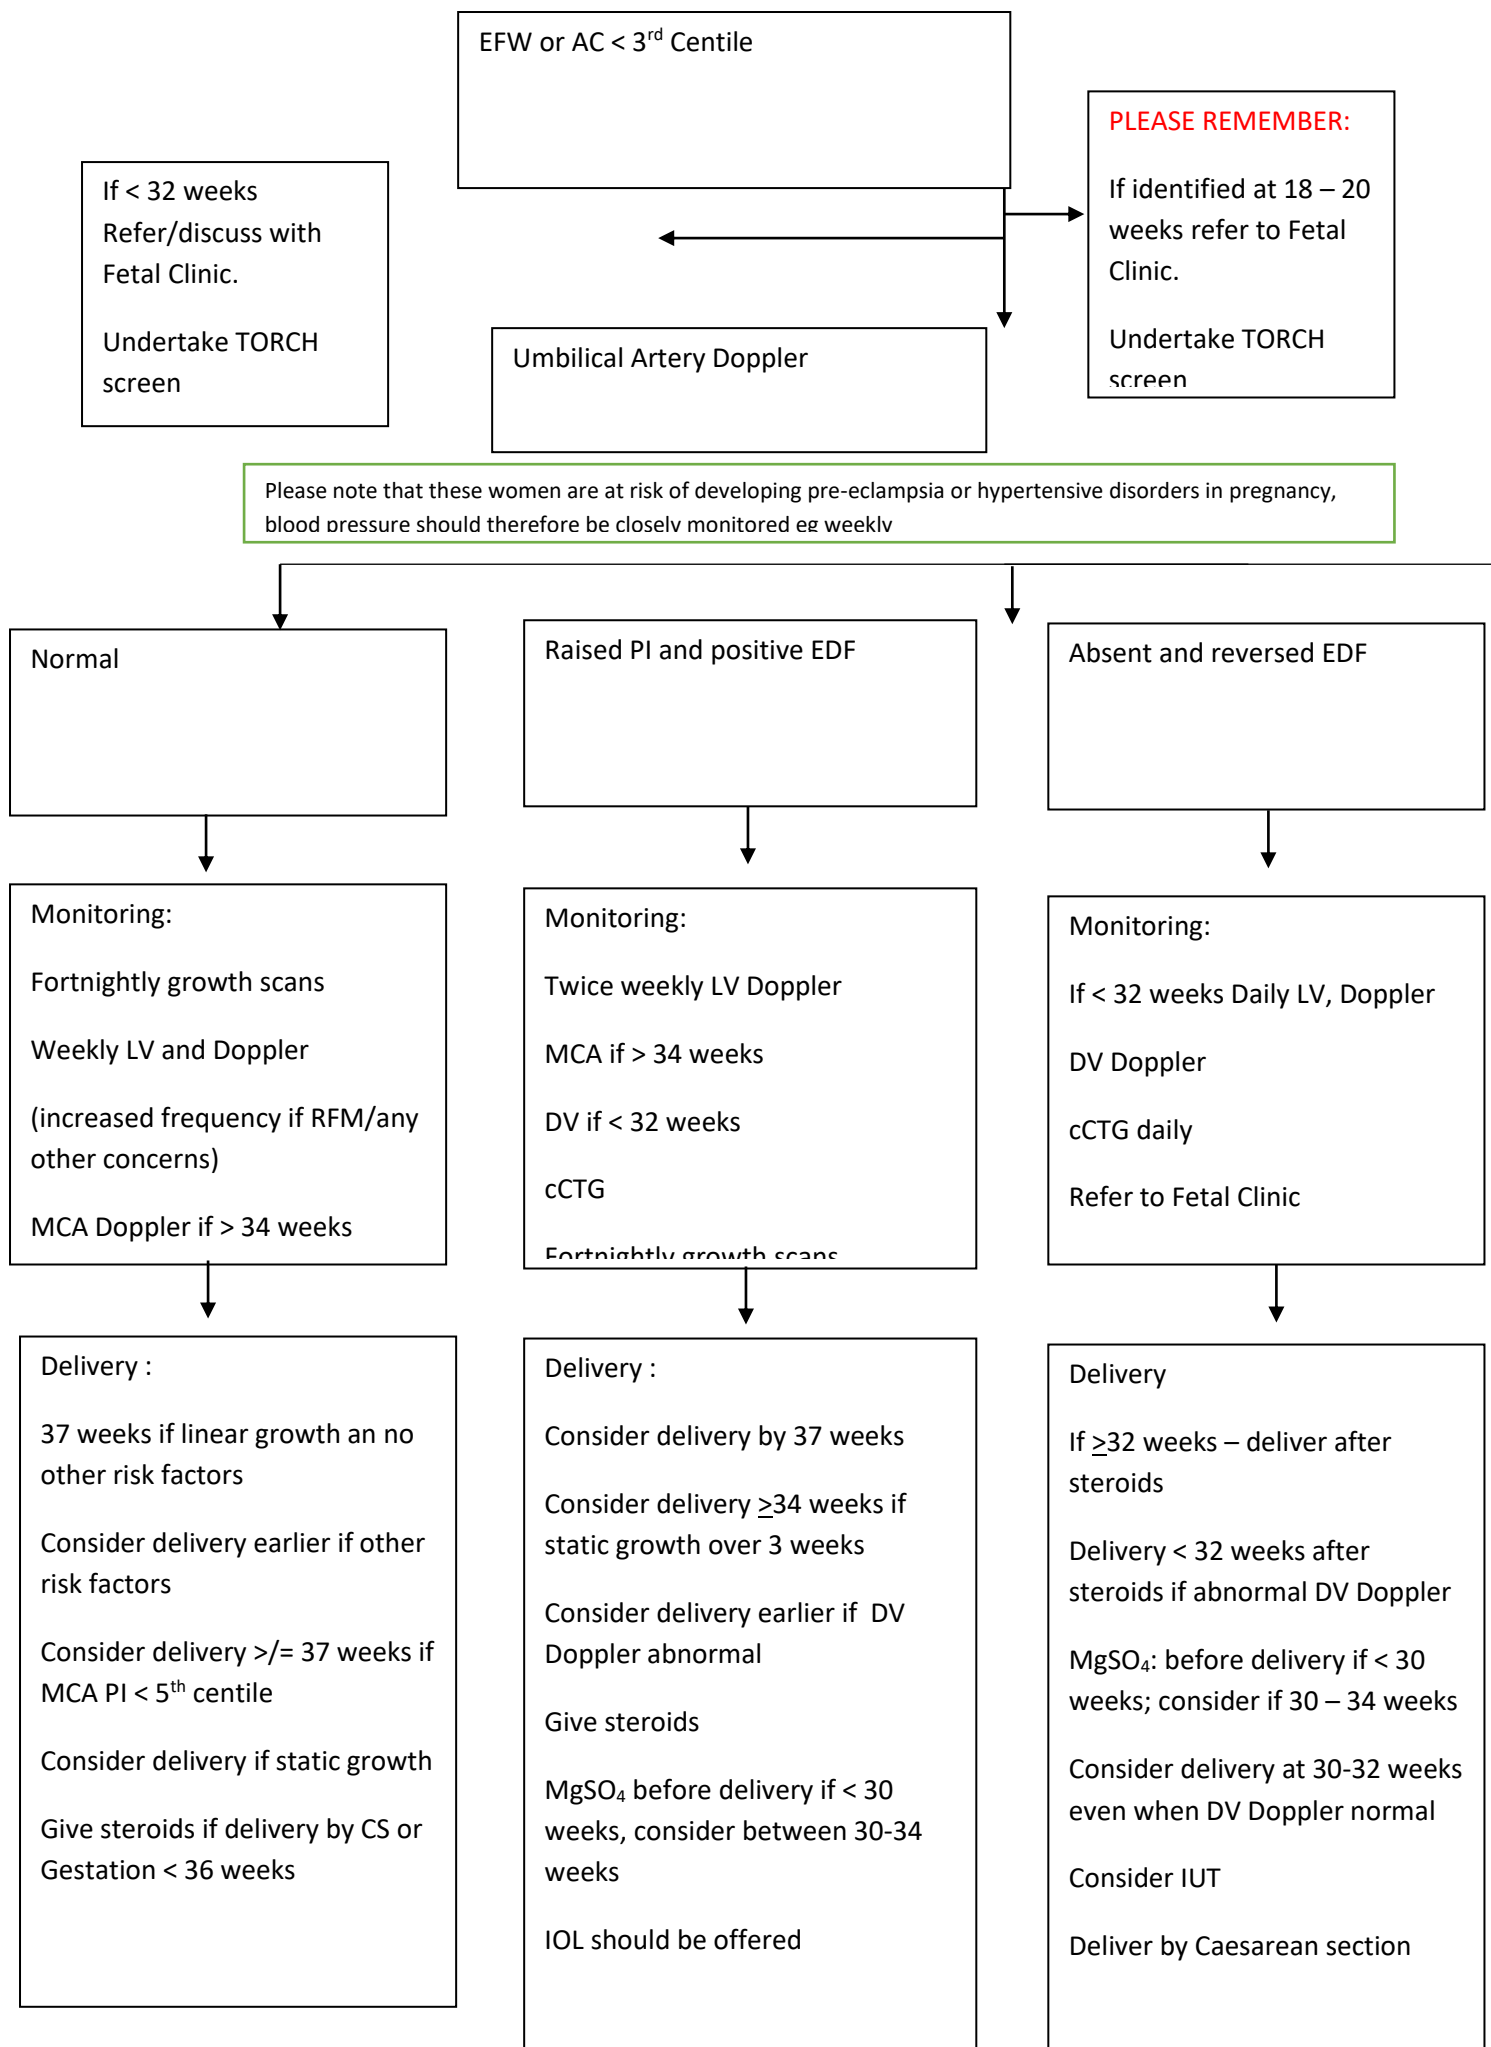 EFW or AC < 3rd Centile
PLEASE REMEMBER:
If identified at 18 – 20
weeks refer to Fetal
Clinic.
Undertake TORCH
screen
If < 32 weeks
Refer/discuss with
Fetal Clinic.
Undertake TORCH
screen
Umbilical Artery Doppler
Please note that these women are at risk of developing pre-eclampsia or hypertensive disorders in pregnancy,
blood pressure should therefore be closely monitored eg weekly
Normal
Raised PI and positive EDF
Absent and reversed EDF
Monitoring:
Fortnightly growth scans
Weekly LV and Doppler
(increased frequency if RFM/any
other concerns)
MCA Doppler if > 34 weeks
Monitoring:
Twice weekly LV Doppler
MCA if > 34 weeks
DV if < 32 weeks
cCTG
Fortnightly growth scans
Monitoring:
If < 32 weeks Daily LV, Doppler
DV Doppler
cCTG daily
Refer to Fetal Clinic
Delivery :
37 weeks if linear growth an no
other risk factors
Consider delivery earlier if other
risk factors
Consider delivery >/= 37 weeks if
MCA PI < 5th centile
Consider delivery if static growth
Give steroids if delivery by CS or
Gestation < 36 weeks
Delivery :
Consider delivery by 37 weeks
Consider delivery ≥34 weeks if
static growth over 3 weeks
Consider delivery earlier if  DV
Doppler abnormal
Give steroids
MgSO₄ before delivery if < 30
weeks, consider between 30-34
weeks
IOL should be offered
Delivery
If ≥32 weeks – deliver after
steroids
Delivery < 32 weeks after
steroids if abnormal DV Doppler
MgSO₄: before delivery if < 30
weeks; consider if 30 – 34 weeks
Consider delivery at 30-32 weeks
even when DV Doppler normal
Consider IUT
Deliver by Caesarean section